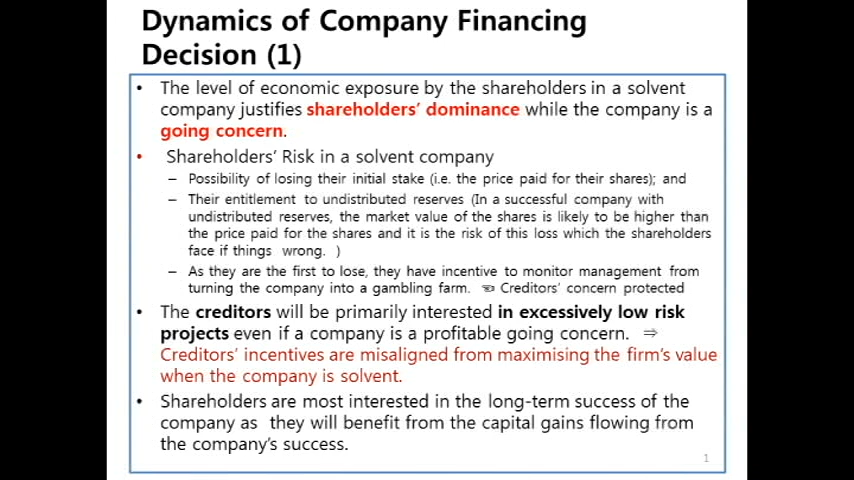 Dynamics of Company Financing
Decision (1)
• The level of economic exposure by the shareholders in a solvent
company justifies shareholders' dominance while the company is a
going concern.
• Shareholders' Risk in a solvent company
– Possibility of losing their initial stake (i.e. the price paid for their shares); and
– Their entitlement to undistributed reserves (In a successful company with
undistributed reserves, the market value of the shares is likely to be higher than
the price paid for the shares and it is the risk of this loss which the shareholders
face if things wrong. )
– As they are the first to lose, they have incentive to monitor management from
turning the company into a gambling farm. ☜ Creditors' concern protected
• The creditors will be primarily interested in excessively low risk
projects even if a company is a profitable going concern. ⇒
Creditors' incentives are misaligned from maximising the firm's value
when the company is solvent.
• Shareholders are most interested in the long-term success of the
company as they will benefit from the capital gains flowing from
the company's success.
1